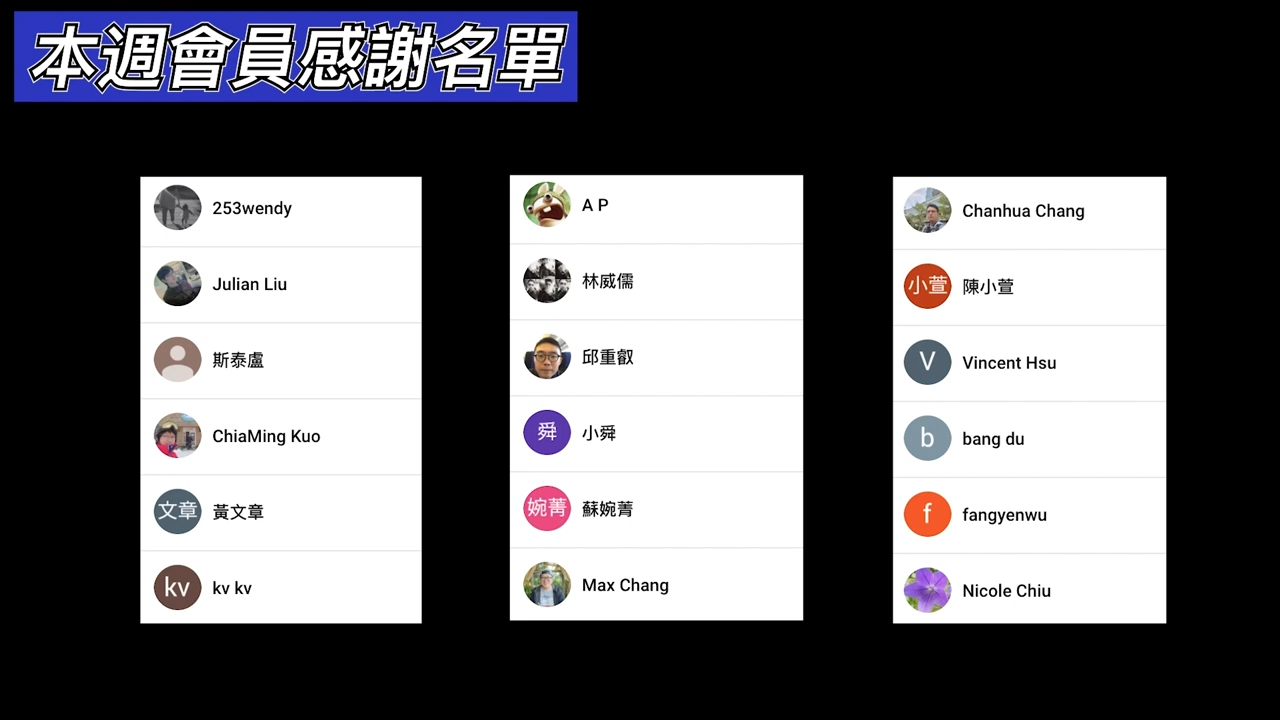 本週會員感謝名單
253wendy
Julian Liu
斯泰盧
ChiaMing Kuo
文章 黃文章
kv kv kv
A P
林威儒
邱重叡
舜 小舜
婉菁 蘇婉菁
Max Chang
Chanhua Chang
小萱 陳小萱
V Vincent Hsu
b bang du
f fangyenwu
Nicole Chiu